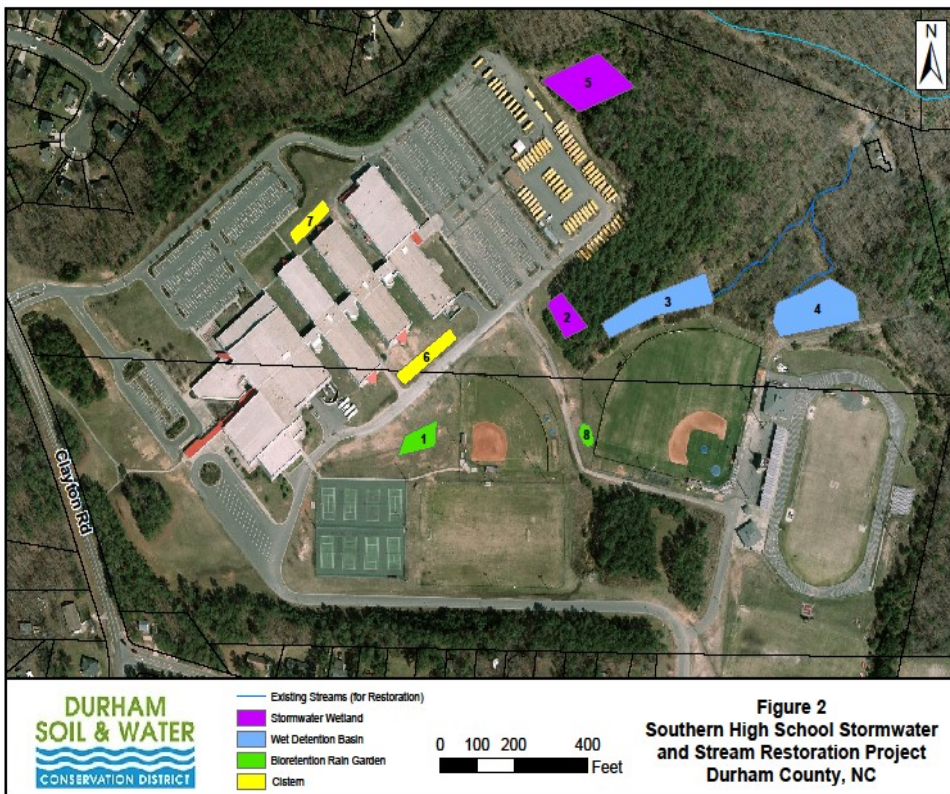 N
5
7
3
4
2
6
1
8
S
Clayton Rd
DURHAM
SOIL & WATER
CONSERVATION DISTRICT
Existing Streams (for Restoration)
Stormwater Wetland
Wet Detention Basin
Bioretention Rain Garden
Cistern
0 100 200 400
Feet
Figure 2
Southern High School Stormwater
and Stream Restoration Project
Durham County, NC